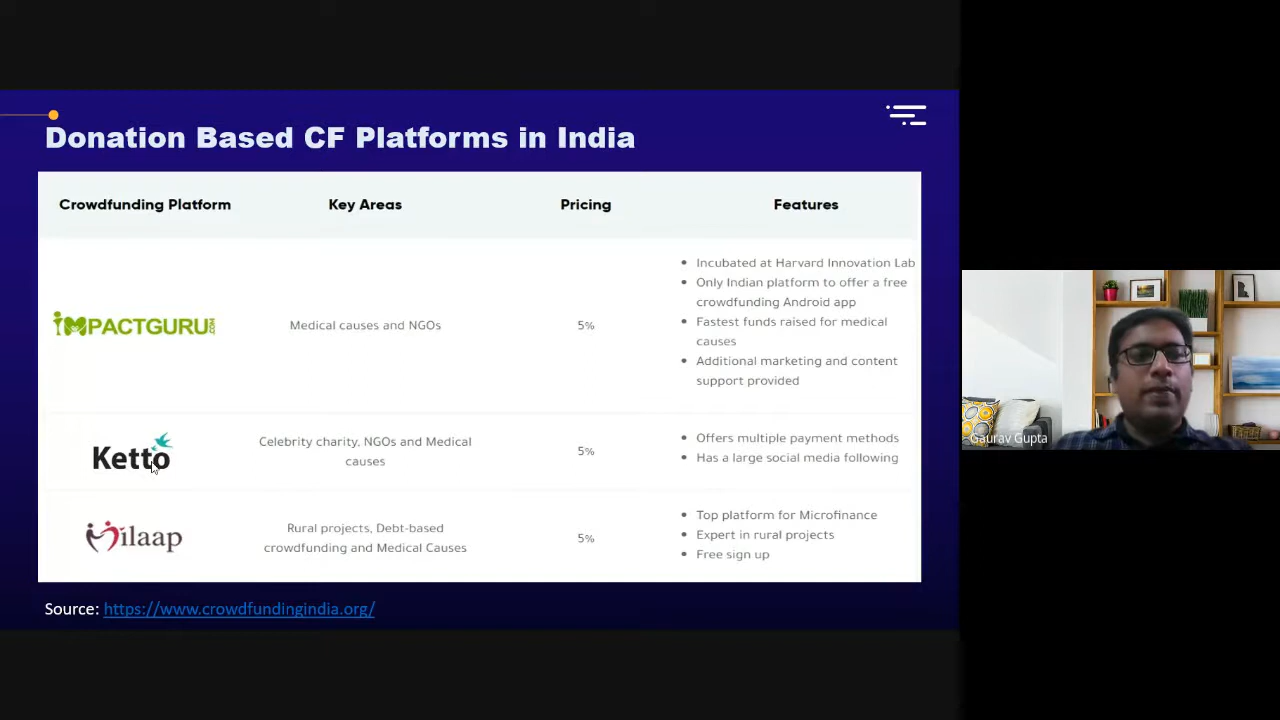 Donation Based CF Platforms in India
Crowdfunding Platform Key Areas Pricing Features
IMPACTGURU.COM
Medical causes and NGOs
5%
Incubated at Harvard Innovation Lab
Only Indian platform to offer a free
crowdfunding Android app
Fastest funds raised for medical
causes
Additional marketing and content
support provided
Ketto
Celebrity charity, NGOs and Medical
causes
5%
Offers multiple payment methods
Has a large social media following
Milaap
Rural projects, Debt-based
crowdfunding and Medical Causes
5%
Top platform for Microfinance
Expert in rural projects
Free sign up
Source: https://www.crowdfundingindia.org/
Gaurav Gupta